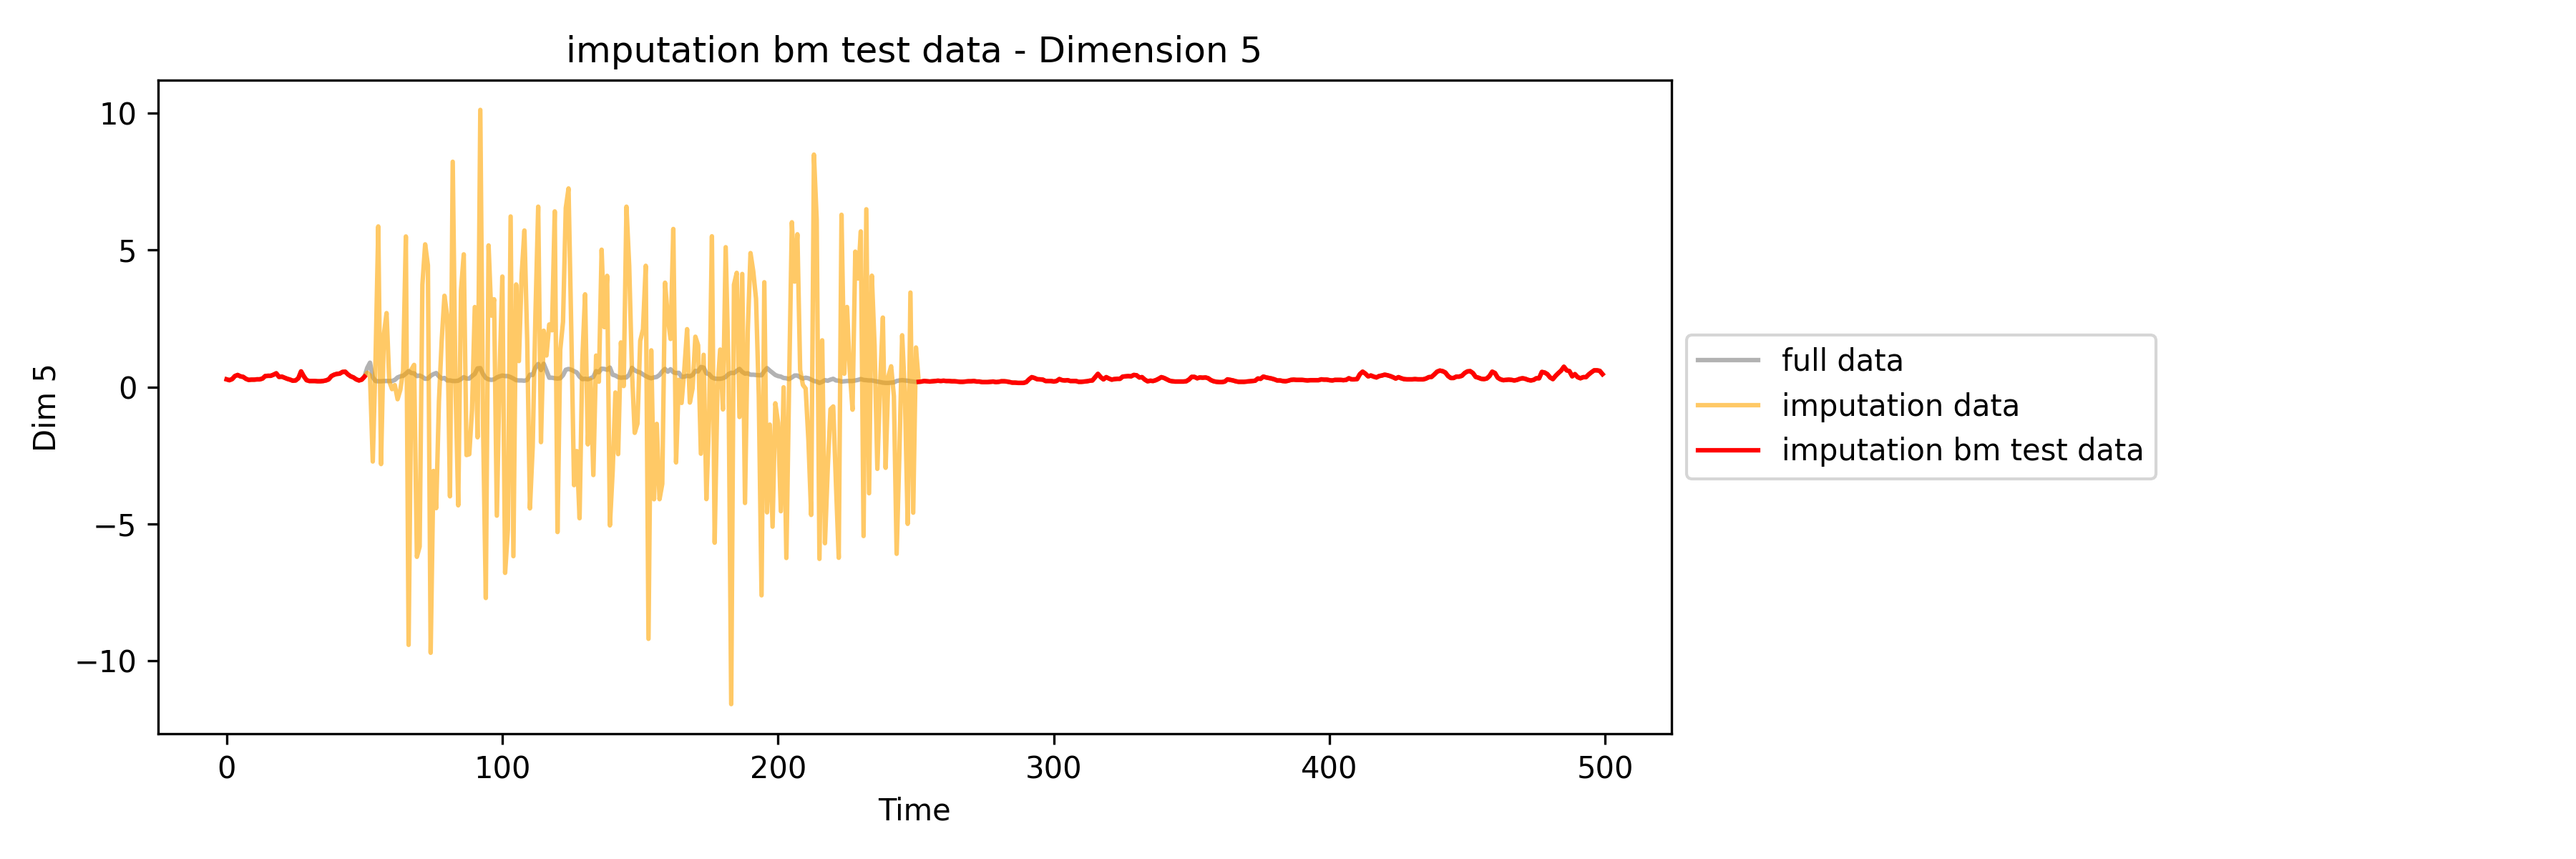 imputation bm test data - Dimension 5
10
5
0
−5
−10
Dim 5
0 100 200 300 400 500
Time
full data
imputation data
imputation bm test data